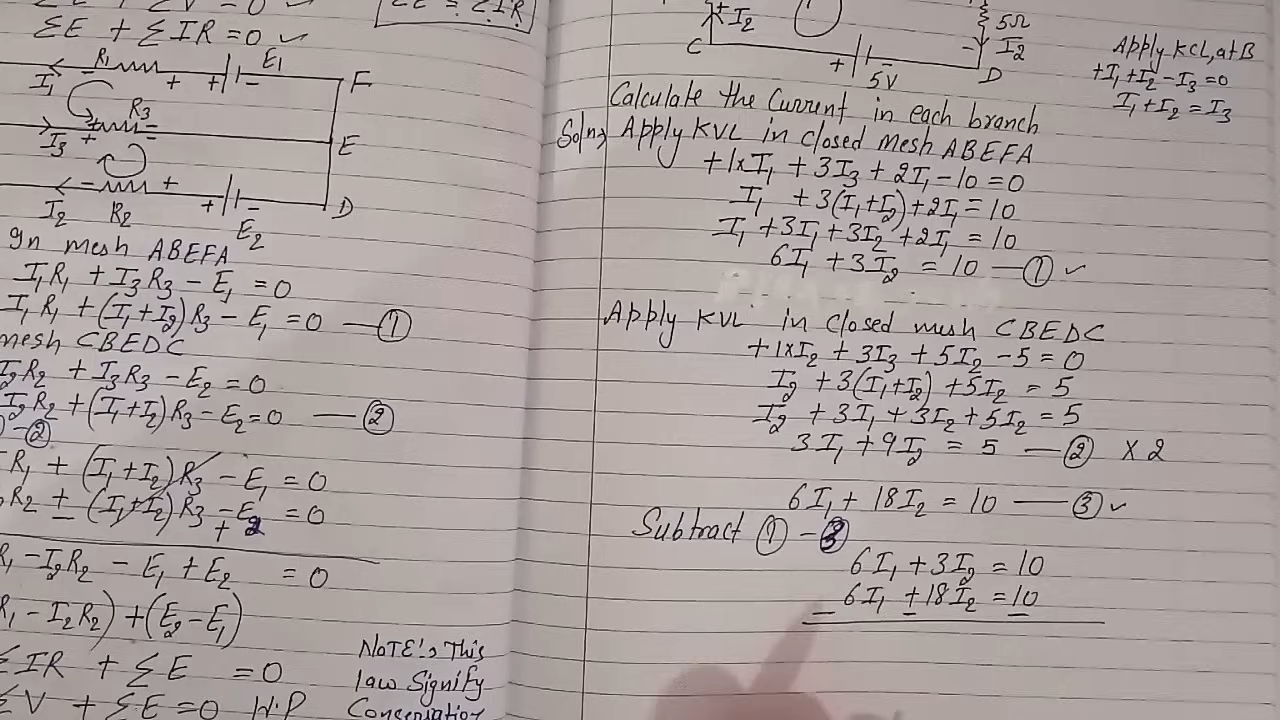 ΣE + ΣIR = 0 ✓
ΣE = ΣIR
R₁ + + E₁ F
I₁
R₃
I₃ + E
- + + - D
I₂ R₂ E₂
In mesh ABEFA
I₁R₁ + I₃R₃ - E₁ = 0
I₁R₁ + (I₁+I₂)R₃ - E₁ = 0 — ①
mesh CBEDC
I₂R₂ + I₃R₃ - E₂ = 0
I₂R₂ + (I₁+I₂)R₃ - E₂ = 0 — ②
- ②
R₁ + (I₁+I₂)R₃ - E₁ = 0
R₂ ± (I₁+I₂)R₃ - E₂ = 0
+
R₁ - I₂R₂ - E₁ + E₂ = 0
R₁ - I₂R₂) + (E₂ - E₁)
ΣIR + ΣE = 0
ΣV + ΣE = 0 H.P
NOTE:→ This
law Signify
Conservation
+ I₂
C
5Ω
- I₂
+ 5V D
Apply KCL, at B
+I₁+I₂-I₃=0
I₁+I₂=I₃
Calculate the Current in each branch
Soln→ Apply KVL in closed mesh ABEFA
+1×I₁ + 3I₃ + 2I₁ - 10 = 0
I₁ + 3(I₁+I₂) + 2I₁ = 10
I₁ + 3I₁ + 3I₂ + 2I₁ = 10
6I₁ + 3I₂ = 10 — ① ✓
Apply KVL in closed mesh CBEDC
+1×I₂ + 3I₃ + 5I₂ - 5 = 0
I₂ + 3(I₁+I₂) + 5I₂ = 5
I₂ + 3I₁ + 3I₂ + 5I₂ = 5
3I₁ + 9I₂ = 5 — ② × 2
6I₁ + 18I₂ = 10 — ③ ✓
Subtract ① - ③
6I₁ + 3I₂ = 10
6I₁ + 18I₂ = 10
- - -